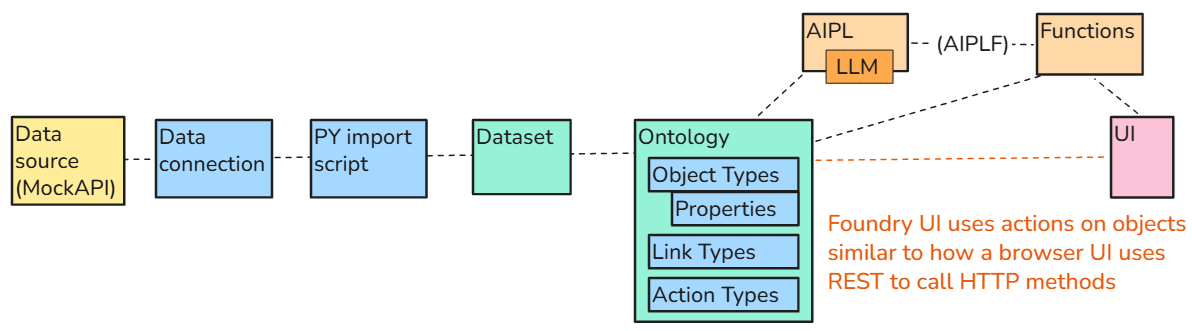 AIPL
LLM
(AIPLF)
Functions
Data
source
(MockAPI)
Data
connection
PY import
script
Dataset
Ontology
Object Types
Properties
Link Types
Action Types
UI
Foundry UI uses actions on objects
similar to how a browser UI uses
REST to call HTTP methods